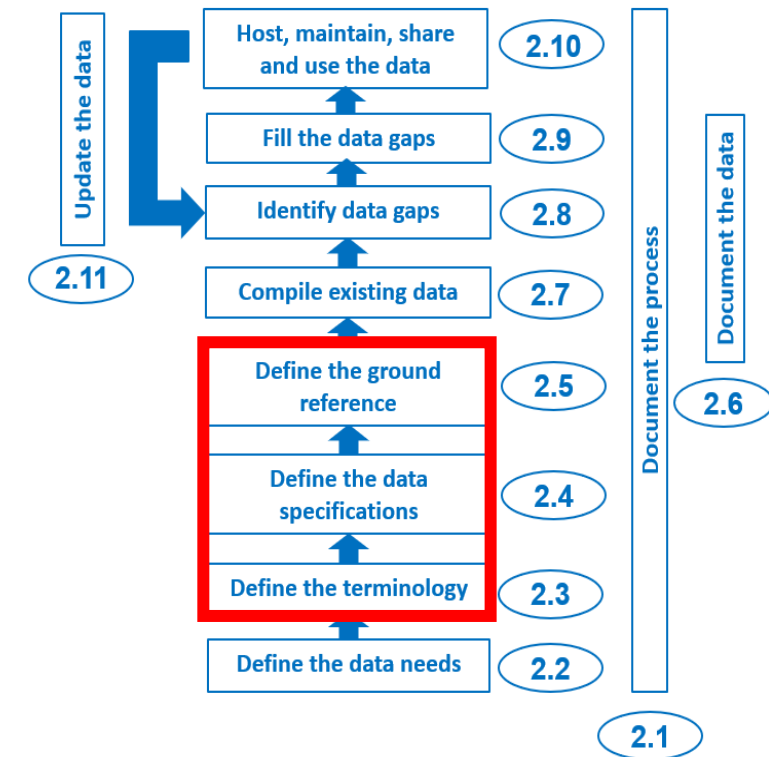 Host, maintain, share
and use the data
2.10
Fill the data gaps
2.9
Identify data gaps
2.8
Compile existing data
2.7
Define the ground
reference
2.5
Define the data
specifications
2.4
Define the terminology
2.3
Define the data needs
2.2
Update the data
2.11
Document the process
2.1
Document the data
2.6